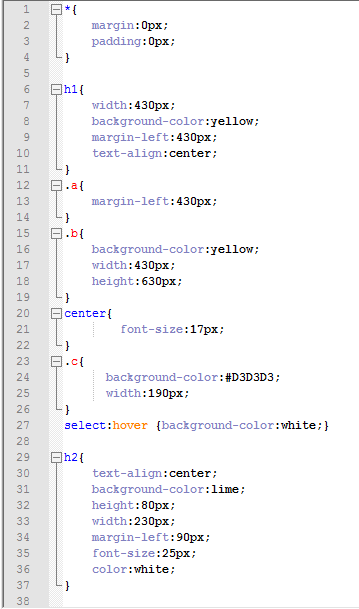 1 *{
2 margin:0px;
3 padding:0px;
4 }
5
6 h1{
7 width:430px;
8 background-color:yellow;
9 margin-left:430px;
10 text-align:center;
11 }
12 .a{
13 margin-left:430px;
14 }
15 .b{
16 background-color:yellow;
17 width:430px;
18 height:630px;
19 }
20 center{
21 font-size:17px;
22 }
23 .c{
24 background-color:#D3D3D3;
25 width:190px;
26 }
27 select:hover {background-color:white;}
28
29 h2{
30 text-align:center;
31 background-color:lime;
32 height:80px;
33 width:230px;
34 margin-left:90px;
35 font-size:25px;
36 color:white;
37 }
38